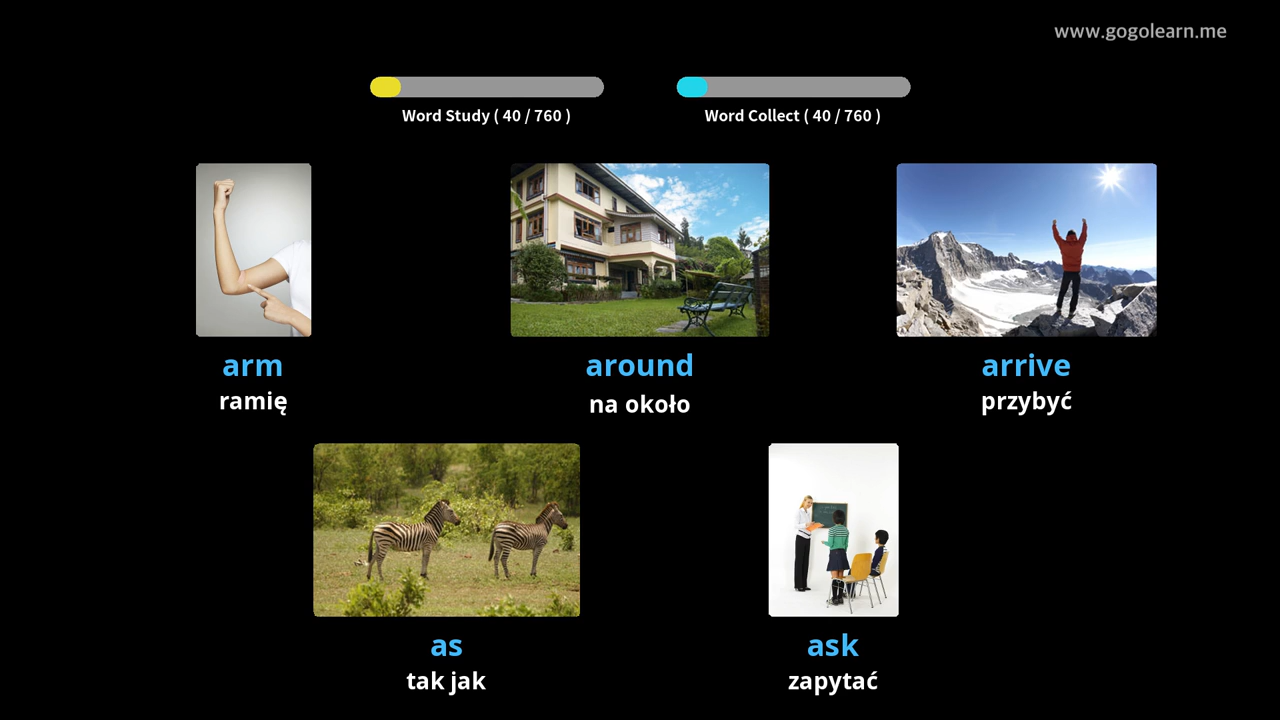 www.gogolearn.me
Word Study ( 40 / 760 )
Word Collect ( 40 / 760 )
arm
ramię
around
na około
arrive
przybyć
as
tak jak
ask
zapytać